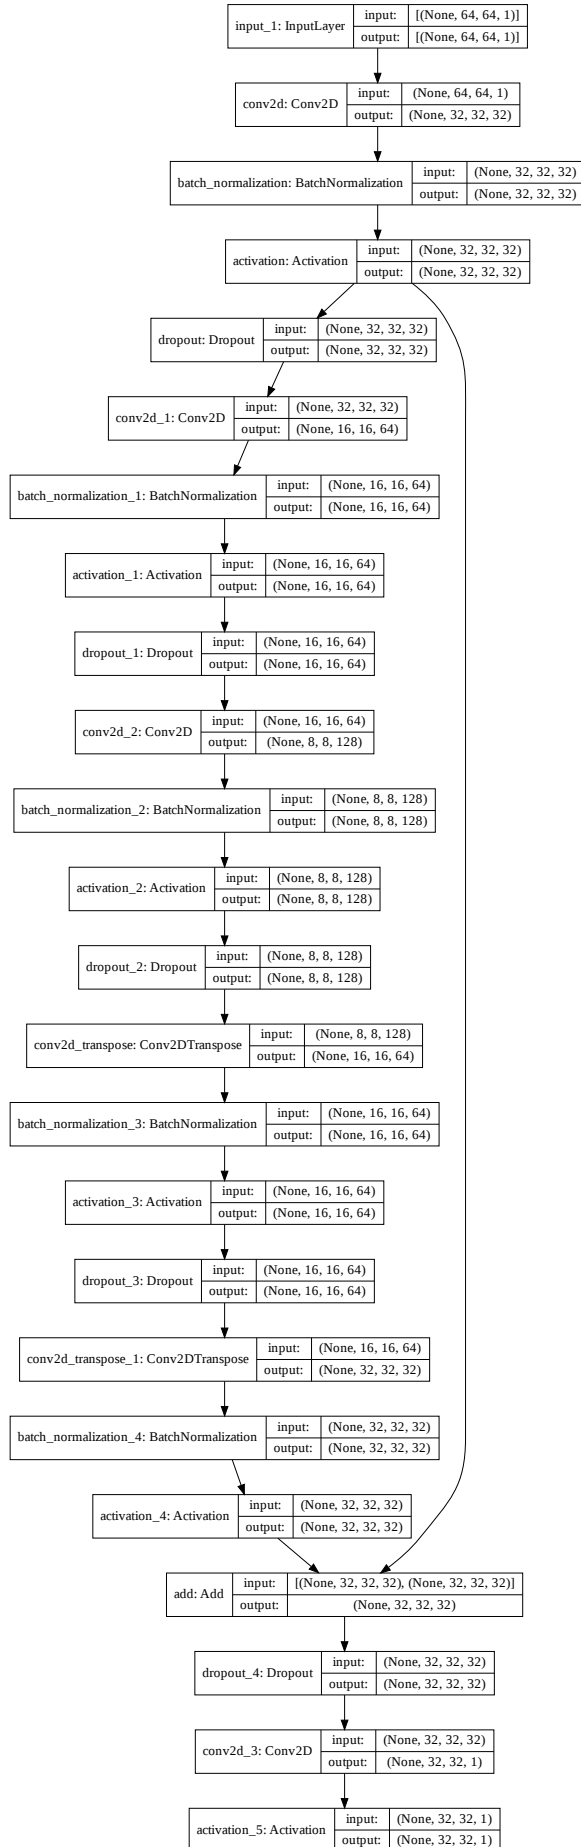 input_1: InputLayer
input: [(None, 64, 64, 1)]
output: [(None, 64, 64, 1)]
conv2d: Conv2D
input: (None, 64, 64, 1)
output: (None, 32, 32, 32)
batch_normalization: BatchNormalization
input: (None, 32, 32, 32)
output: (None, 32, 32, 32)
activation: Activation
input: (None, 32, 32, 32)
output: (None, 32, 32, 32)
dropout: Dropout
input: (None, 32, 32, 32)
output: (None, 32, 32, 32)
conv2d_1: Conv2D
input: (None, 32, 32, 32)
output: (None, 16, 16, 64)
batch_normalization_1: BatchNormalization
input: (None, 16, 16, 64)
output: (None, 16, 16, 64)
activation_1: Activation
input: (None, 16, 16, 64)
output: (None, 16, 16, 64)
dropout_1: Dropout
input: (None, 16, 16, 64)
output: (None, 16, 16, 64)
conv2d_2: Conv2D
input: (None, 16, 16, 64)
output: (None, 8, 8, 128)
batch_normalization_2: BatchNormalization
input: (None, 8, 8, 128)
output: (None, 8, 8, 128)
activation_2: Activation
input: (None, 8, 8, 128)
output: (None, 8, 8, 128)
dropout_2: Dropout
input: (None, 8, 8, 128)
output: (None, 8, 8, 128)
conv2d_transpose: Conv2DTranspose
input: (None, 8, 8, 128)
output: (None, 16, 16, 64)
batch_normalization_3: BatchNormalization
input: (None, 16, 16, 64)
output: (None, 16, 16, 64)
activation_3: Activation
input: (None, 16, 16, 64)
output: (None, 16, 16, 64)
dropout_3: Dropout
input: (None, 16, 16, 64)
output: (None, 16, 16, 64)
conv2d_transpose_1: Conv2DTranspose
input: (None, 16, 16, 64)
output: (None, 32, 32, 32)
batch_normalization_4: BatchNormalization
input: (None, 32, 32, 32)
output: (None, 32, 32, 32)
activation_4: Activation
input: (None, 32, 32, 32)
output: (None, 32, 32, 32)
add: Add
input: [(None, 32, 32, 32), (None, 32, 32, 32)]
output: (None, 32, 32, 32)
dropout_4: Dropout
input: (None, 32, 32, 32)
output: (None, 32, 32, 32)
conv2d_3: Conv2D
input: (None, 32, 32, 32)
output: (None, 32, 32, 1)
activation_5: Activation
input: (None, 32, 32, 1)
output: (None, 32, 32, 1)